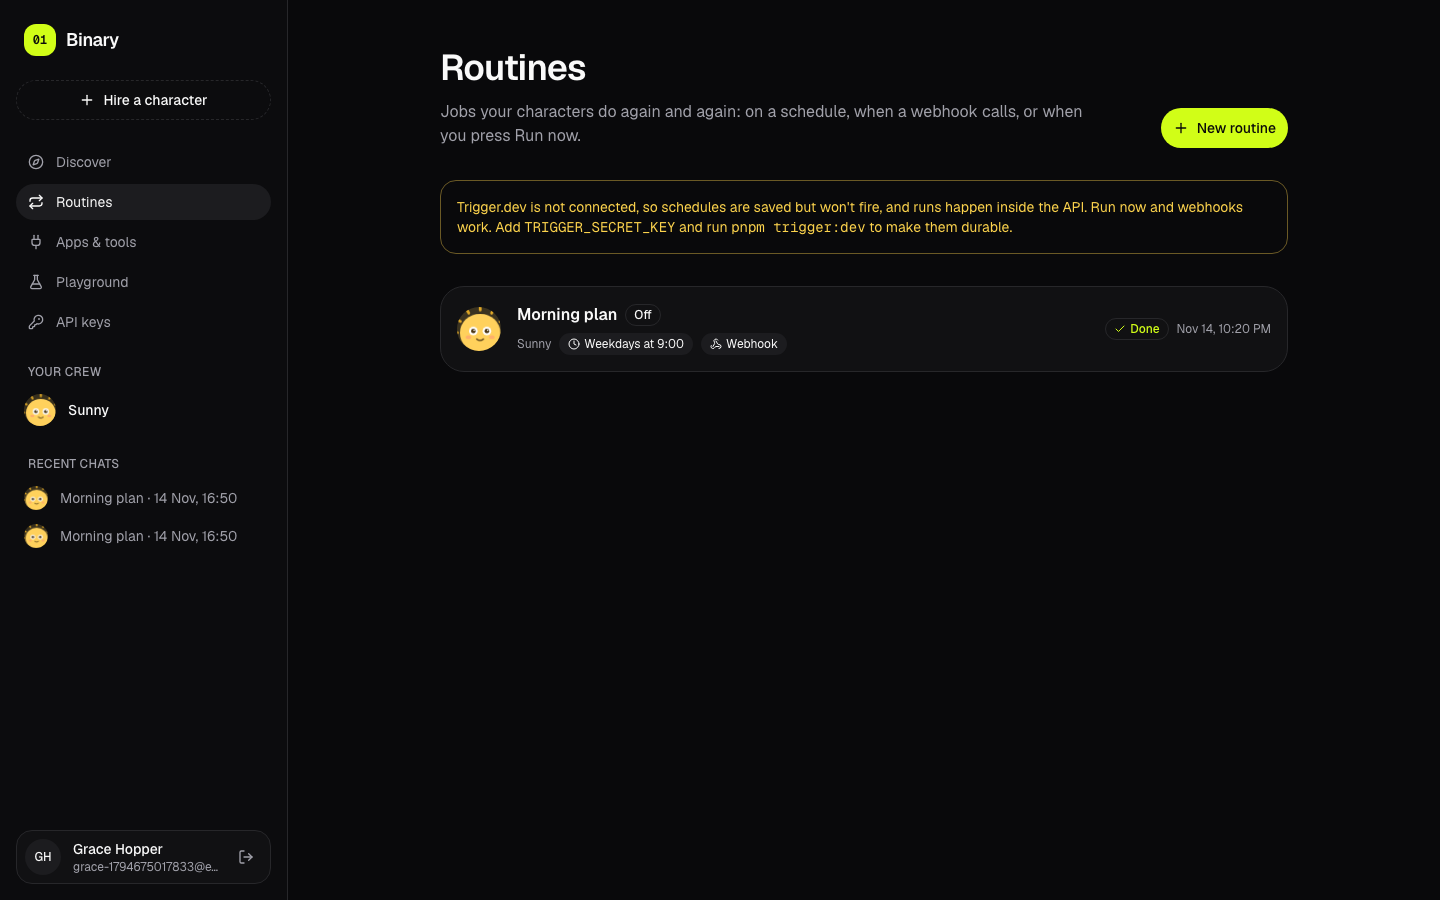 01 Binary
Hire a character
Discover
Routines
Apps & tools
Playground
API keys
YOUR CREW
Sunny
RECENT CHATS
Morning plan · 14 Nov, 16:50
Morning plan · 14 Nov, 16:50
GH
Grace Hopper
grace-1794675017833@e…
Routines
Jobs your characters do again and again: on a schedule, when a webhook calls, or when
you press Run now.
New routine
Trigger.dev is not connected, so schedules are saved but won't fire, and runs happen inside the API. Run now and webhooks
work. Add TRIGGER_SECRET_KEY and run pnpm trigger:dev to make them durable.
Morning plan Off
Sunny Weekdays at 9:00 Webhook
Done Nov 14, 10:20 PM